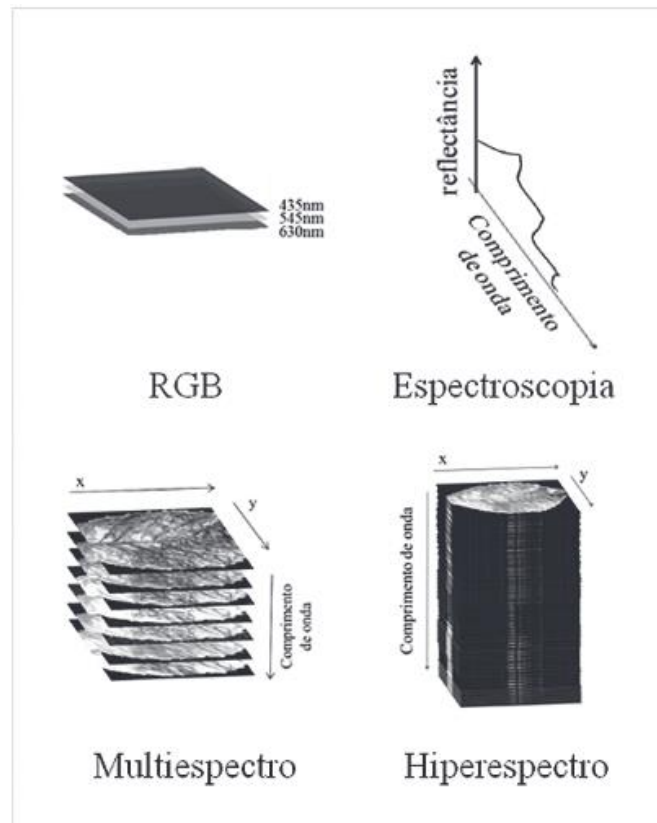 435nm
545nm
630nm
RGB
reflectância
Comprimento
de onda
Espectroscopia
x
y
Comprimento
de onda
Multiespectro
x
y
Comprimento de onda
Hiperespectro